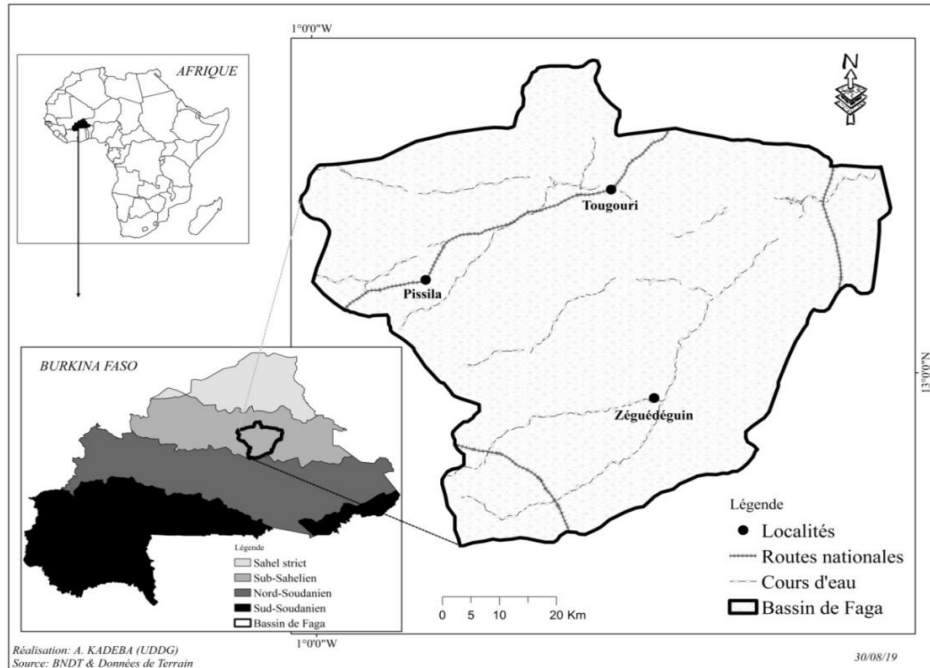 1°0'0"W
AFRIQUE
N
Tougouri
Pissila
13°0'0"N
BURKINA FASO
Zéguédéguin
Légende
Localités
Routes nationales
Cours d'eau
Bassin de Faga
Légende
Sahel strict
Sub-Sahelien
Nord-Soudanien
Sud-Soudanien
Bassin de Faga
0 5 10 20 Km
1°0'0"W
Réalisation: A. KADEBA (UDDG)
Source: BNDT & Données de Terrain
30/08/19